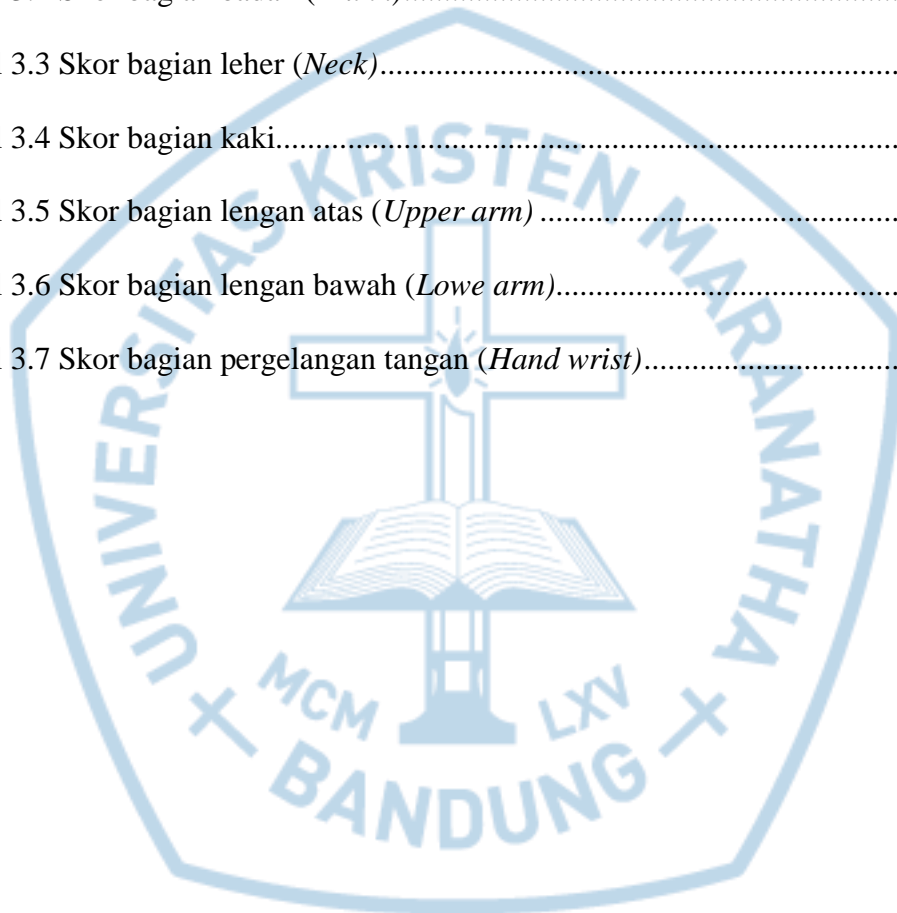 3.3 Skor bagian leher (Neck)........................................................
3.4 Skor bagian kaki........................................................
3.5 Skor bagian lengan atas (Upper arm) ........................................
3.6 Skor bagian lengan bawah (Lowe arm)........................................
3.7 Skor bagian pergelangan tangan (Hand wrist)..............................
UNIVERSITAS KRISTEN MARANATHA
MCM LXV
BANDUNG